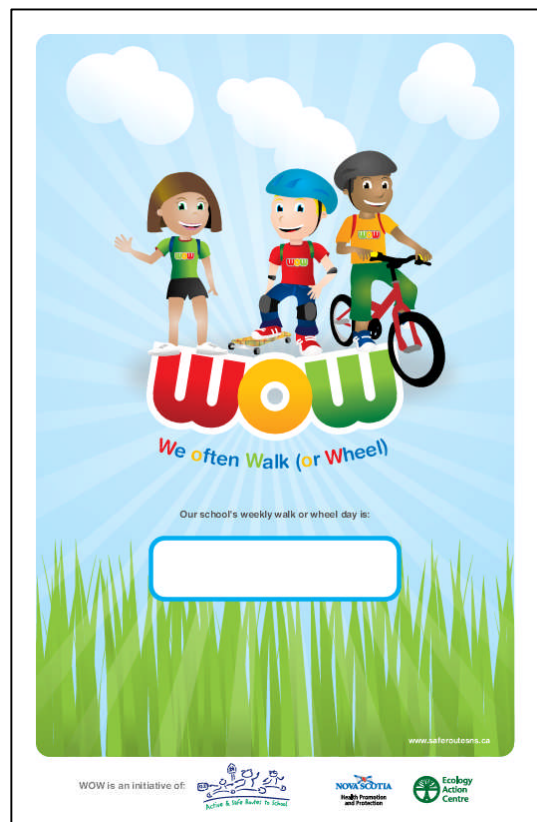 WOW
WOW
WOW
WOW
We often Walk (or Wheel)
Our school's weekly walk or wheel day is:
www.saferoutesns.ca
WOW is an initiative of:
Active & Safe Routes to School
NOVA SCOTIA
Health Promotion
and Protection
Ecology
Action
Centre